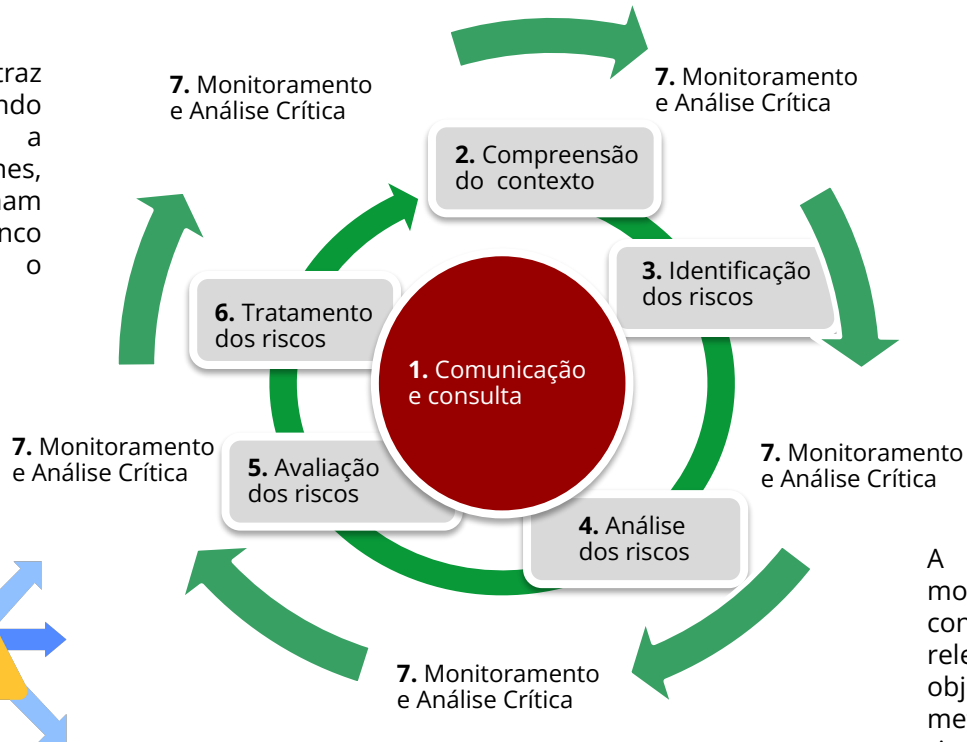 7. Monitoramento
e Análise Crítica
7. Monitoramento
e Análise Crítica
2. Compreensão
do contexto
3. Identificação
dos riscos
6. Tratamento
dos riscos
1. Comunicação
e consulta
7. Monitoramento
e Análise Crítica
5. Avaliação
dos riscos
7. Monitoramento
e Análise Crítica
4. Análise
dos riscos
7. Monitoramento
e Análise Crítica
traz
a
o
A